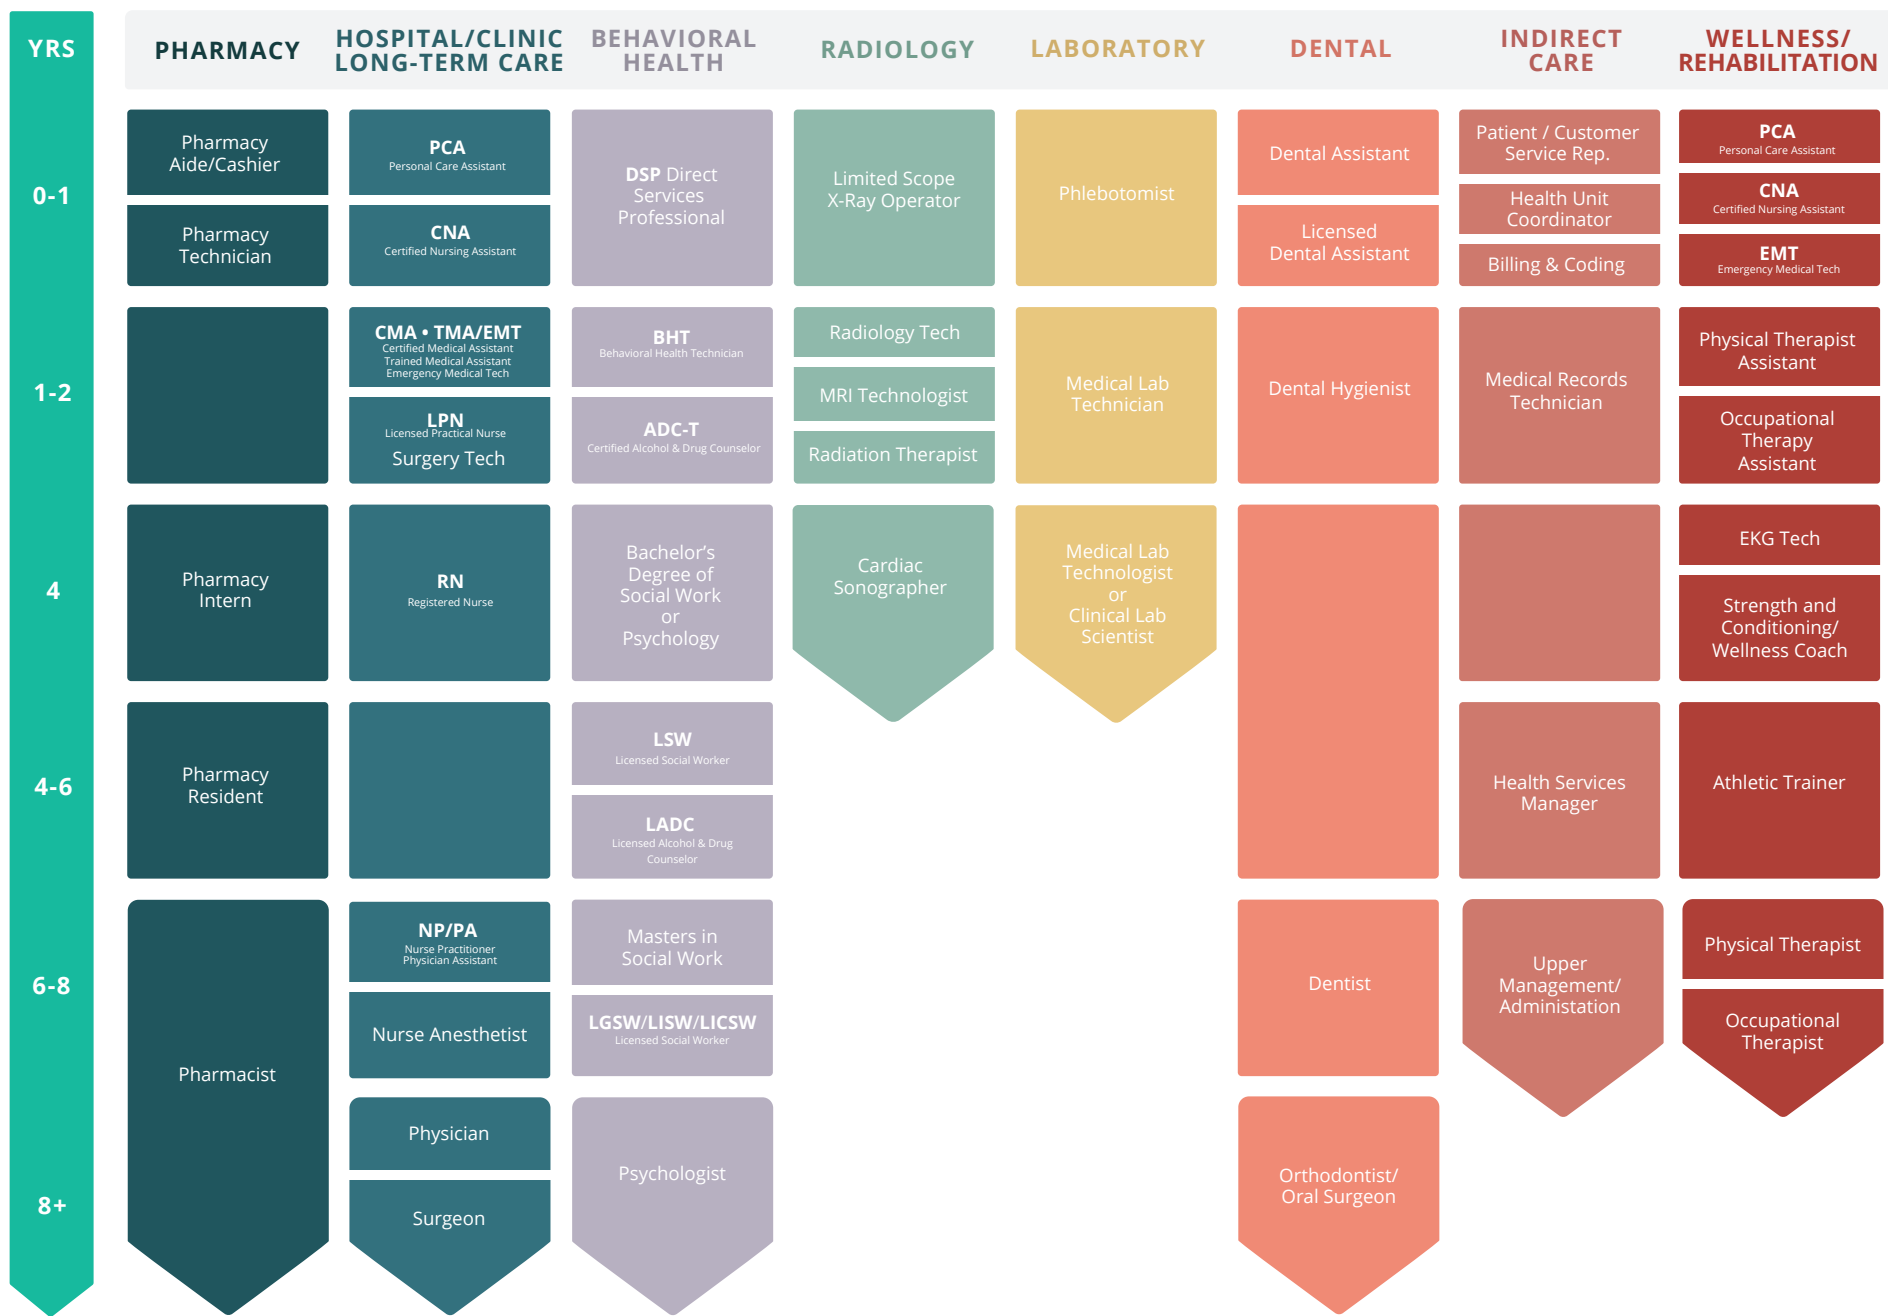 YRS
PHARMACY
HOSPITAL/CLINIC
LONG-TERM CARE
BEHAVIORAL
HEALTH
RADIOLOGY
LABORATORY
DENTAL
INDIRECT
CARE
WELLNESS/
REHABILITATION
0-1
Pharmacy
Aide/Cashier
Pharmacy
Technician
PCA
Personal Care Assistant
CNA
Certified Nursing Assistant
DSP Direct
Services
Professional
Limited Scope
X-Ray Operator
Phlebotomist
Dental Assistant
Licensed
Dental Assistant
Patient / Customer
Service Rep.
Health Unit
Coordinator
Billing & Coding
PCA
Personal Care Assistant
CNA
Certified Nursing Assistant
EMT
Emergency Medical Tech
1-2
CMA • TMA/EMT
Certified Medical Assistant
Trained Medical Assistant
Emergency Medical Tech
LPN
Licensed Practical Nurse
Surgery Tech
BHT
Behavioral Health Technician
ADC-T
Certified Alcohol & Drug Counselor
Radiology Tech
MRI Technologist
Radiation Therapist
Medical Lab
Technician
Dental Hygienist
Medical Records
Technician
Physical Therapist
Assistant
Occupational
Therapy
Assistant
4
Pharmacy
Intern
RN
Registered Nurse
Bachelor’s
Degree of
Social Work
or
Psychology
Cardiac
Sonographer
Medical Lab
Technologist
or
Clinical Lab
Scientist
EKG Tech
Strength and
Conditioning/
Wellness Coach
4-6
Pharmacy
Resident
LSW
Licensed Social Worker
LADC
Licensed Alcohol & Drug
Counselor
Health Services
Manager
Athletic Trainer
6-8
Pharmacist
NP/PA
Nurse Practitioner
Physician Assistant
Nurse Anesthetist
Masters in
Social Work
LGSW/LISW/LICSW
Licensed Social Worker
Dentist
Upper
Management/
Administation
Physical Therapist
Occupational
Therapist
8+
Physician
Surgeon
Psychologist
Orthodontist/
Oral Surgeon